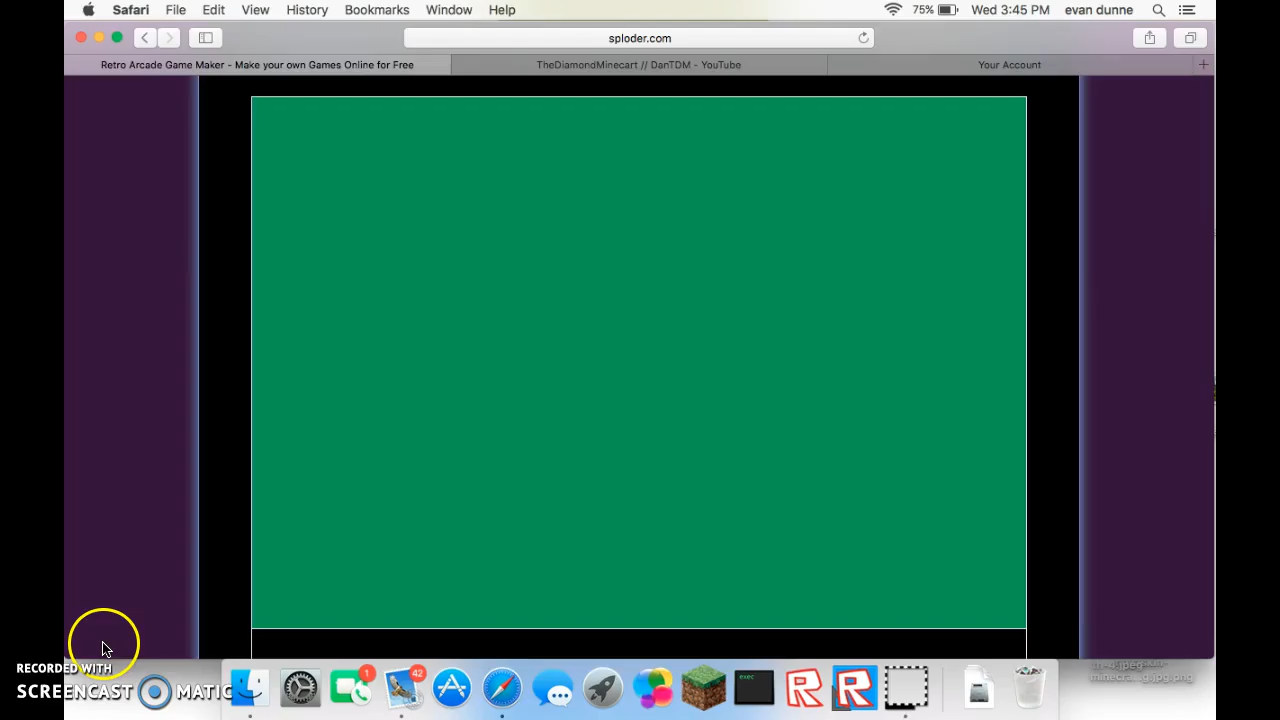 Safari File Edit View History Bookmarks Window Help 75% Wed 3:45 PM evan dunne
sploder.com
Retro Arcade Game Maker - Make your own Games Online for Free TheDiamondMinecart // DanTDM - YouTube Your Account +
1 42
exec
RECORDED WITH
SCREENCAST MATIC